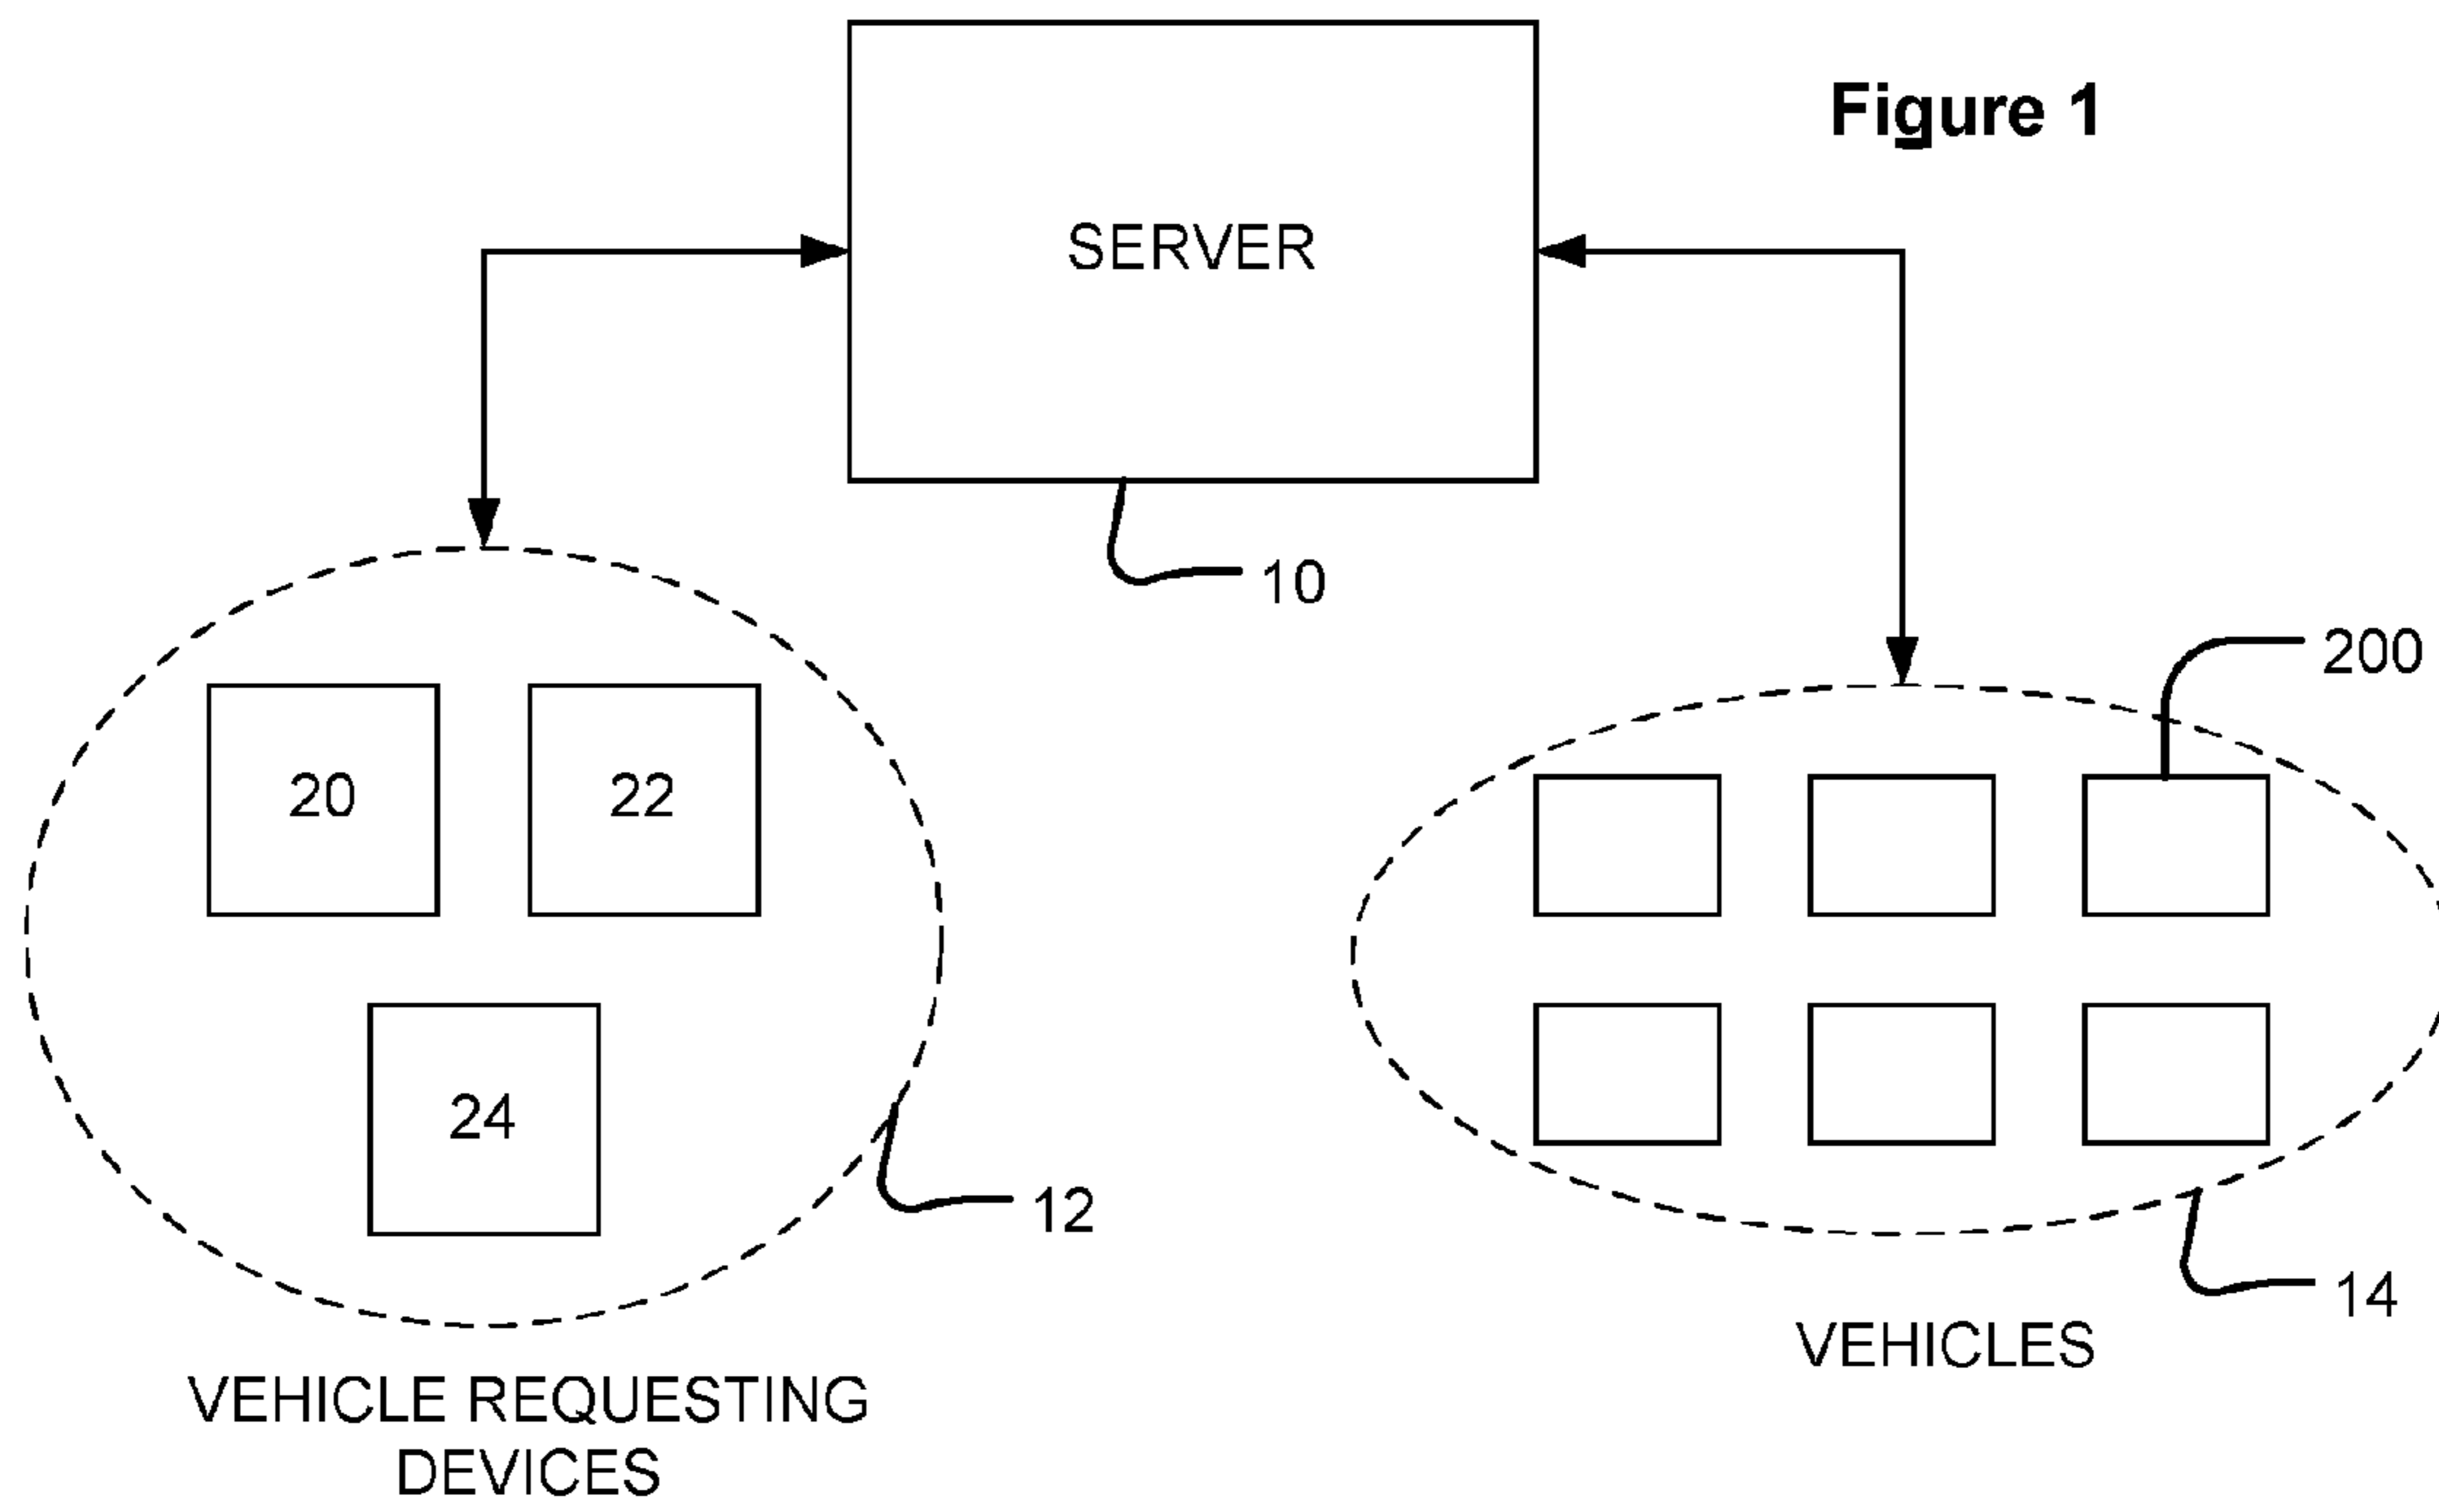 Figure 1
SERVER
10
200
20
22
24
12
14
VEHICLES
VEHICLE REQUESTING
DEVICES